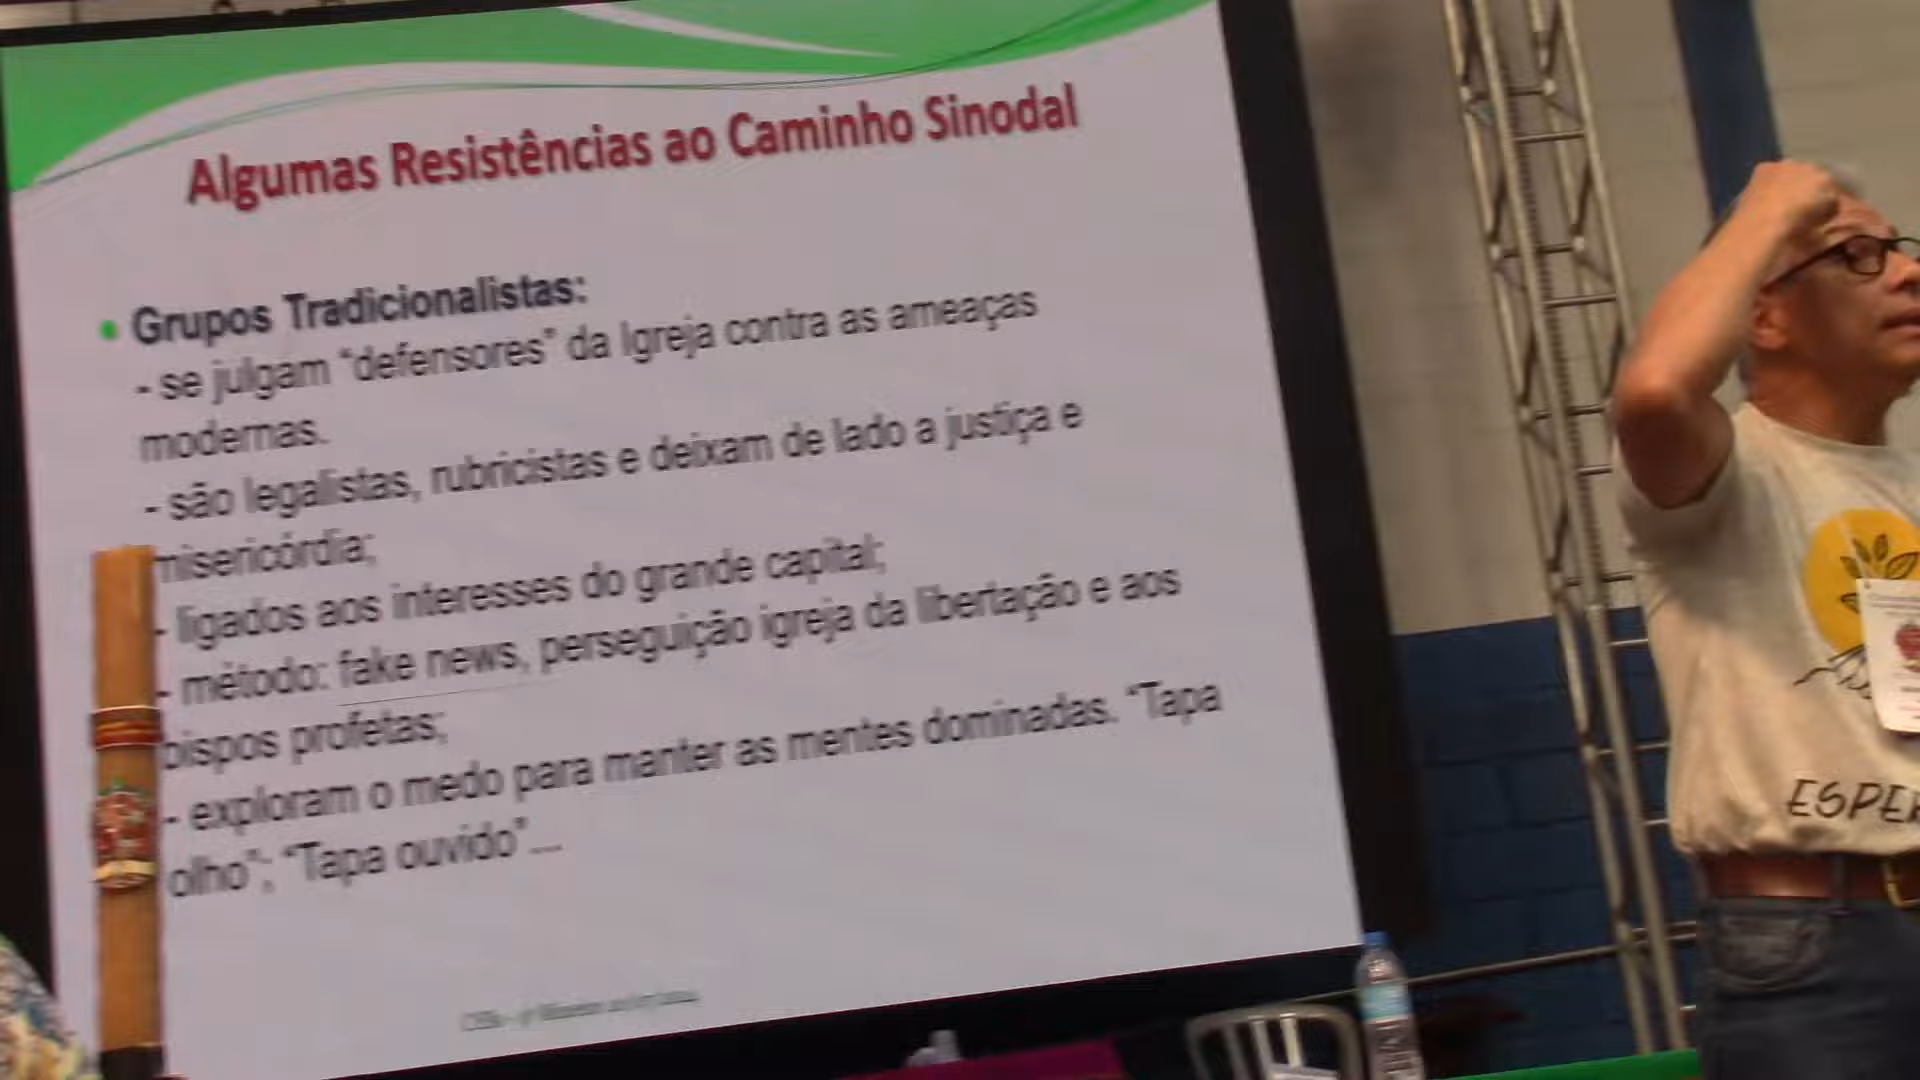 Algumas Resistências ao Caminho Sinodal
Grupos Tradicionalistas:
- se julgam “defensores” da Igreja contra as ameaças
modernas.
- são legalistas, rubricistas e deixam de lado a justiça e
misericórdia;
- ligados aos interesses do grande capital;
- método: fake news, perseguição igreja da libertação e aos
bispos profetas;
- exploram o medo para manter as mentes dominadas. “Tapa
olho”; “Tapa ouvido”...
ESPER